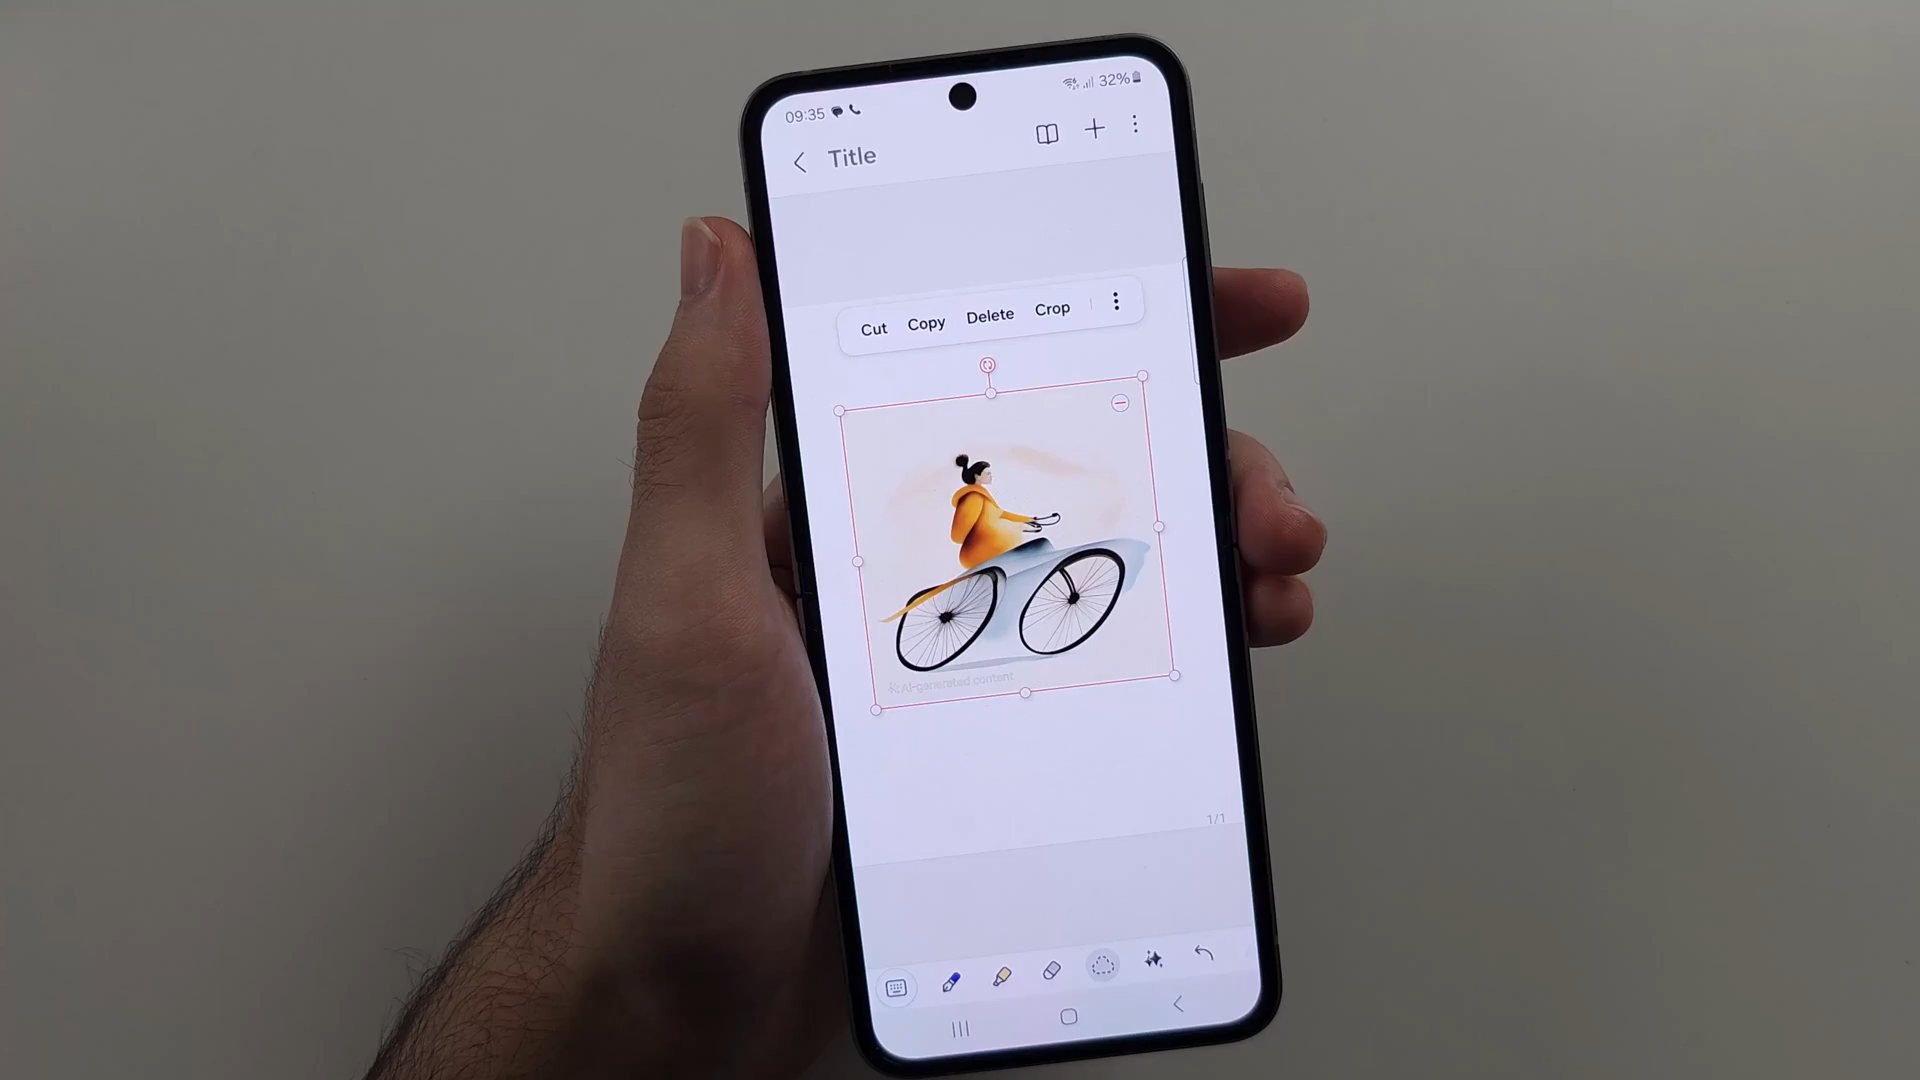 09:35 32%
Title
Cut Copy Delete Crop
AI-generated content
1/1